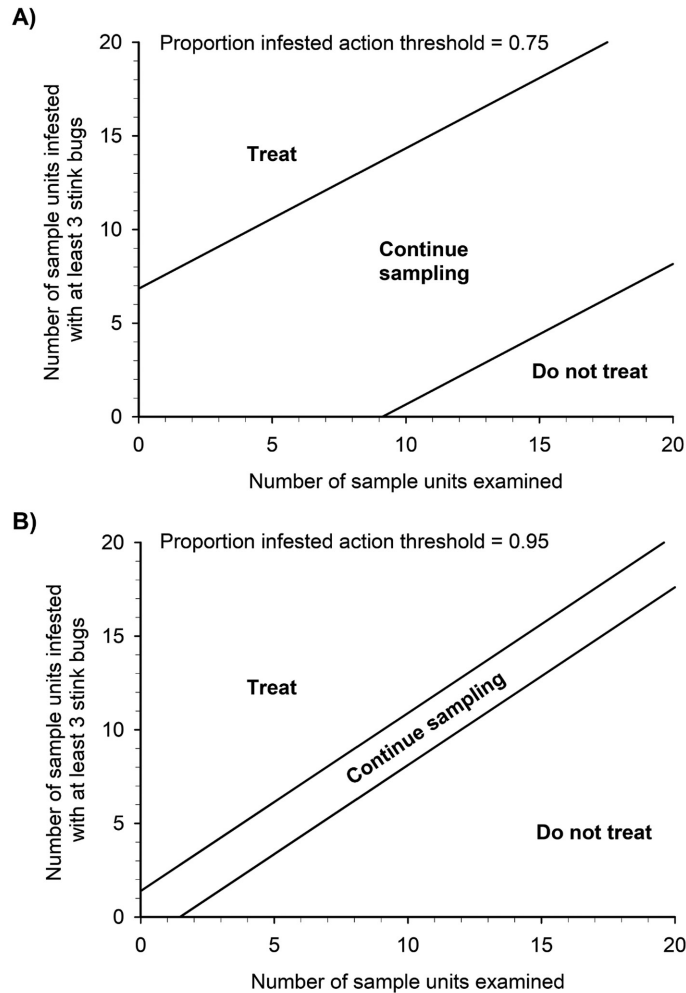 A)
Proportion infested action threshold = 0.75
Number of sample units infested
with at least 3 stink bugs
20
15
10
5
0
Treat
Continue
sampling
Do not treat
0 5 10 15 20
Number of sample units examined
B)
Proportion infested action threshold = 0.95
Number of sample units infested
with at least 3 stink bugs
20
15
10
5
0
Treat
Continue sampling
Do not treat
0 5 10 15 20
Number of sample units examined